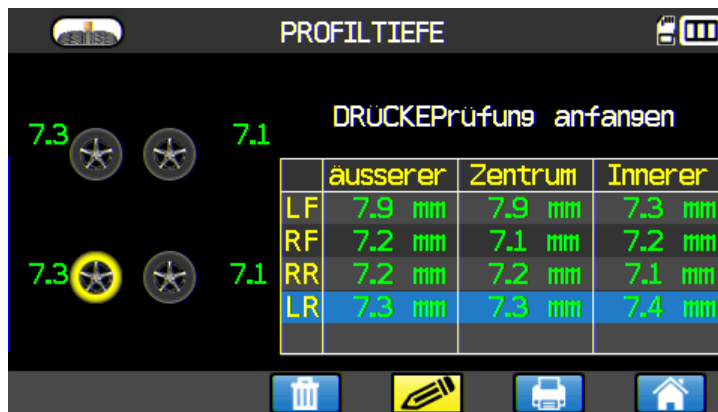 PROFILTIEFE
DRÜCKEPrüfung anfangen
7.3 7.1
äusserer Zentrum Innerer
LF 7.9 mm 7.9 mm 7.3 mm
RF 7.2 mm 7.1 mm 7.2 mm
7.3 7.1
RR 7.2 mm 7.2 mm 7.1 mm
LR 7.3 mm 7.3 mm 7.4 mm